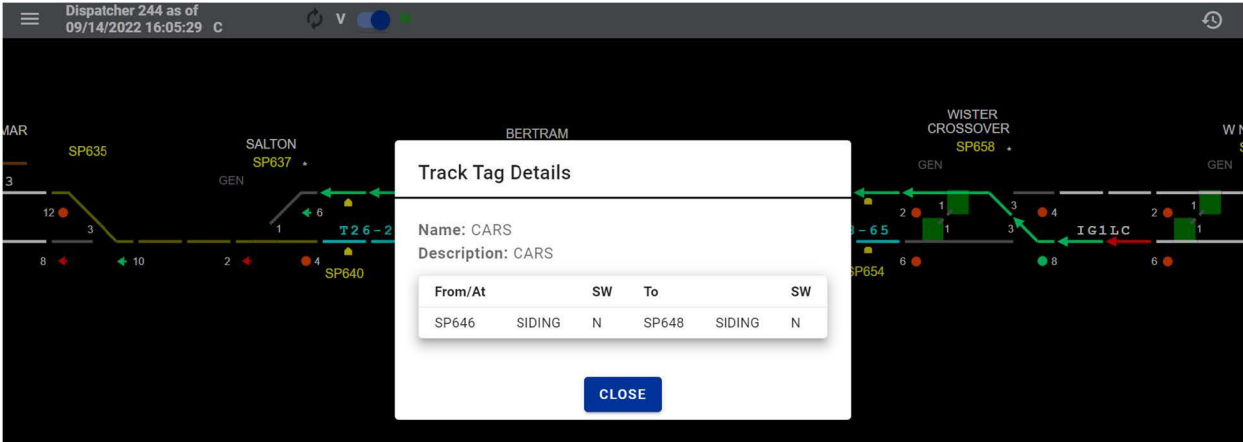 Dispatcher 244 as of
09/14/2022 16:05:29 C
V
N
MAR
SP635
SALTON
SP637 *
GEN
BERTRAM
WISTER
CROSSOVER
SP658 *
GEN
W N
GEN
3
12
3
8
10
1
2
6
4
T26-2
SP640
Track Tag Details
Name: CARS
Description: CARS
From/At SW To SW
SP646 SIDING N SP648 SIDING N
CLOSE
-65
SP654
2
1
1
6
3
3
4
8
IG1LC
2
1
1
6